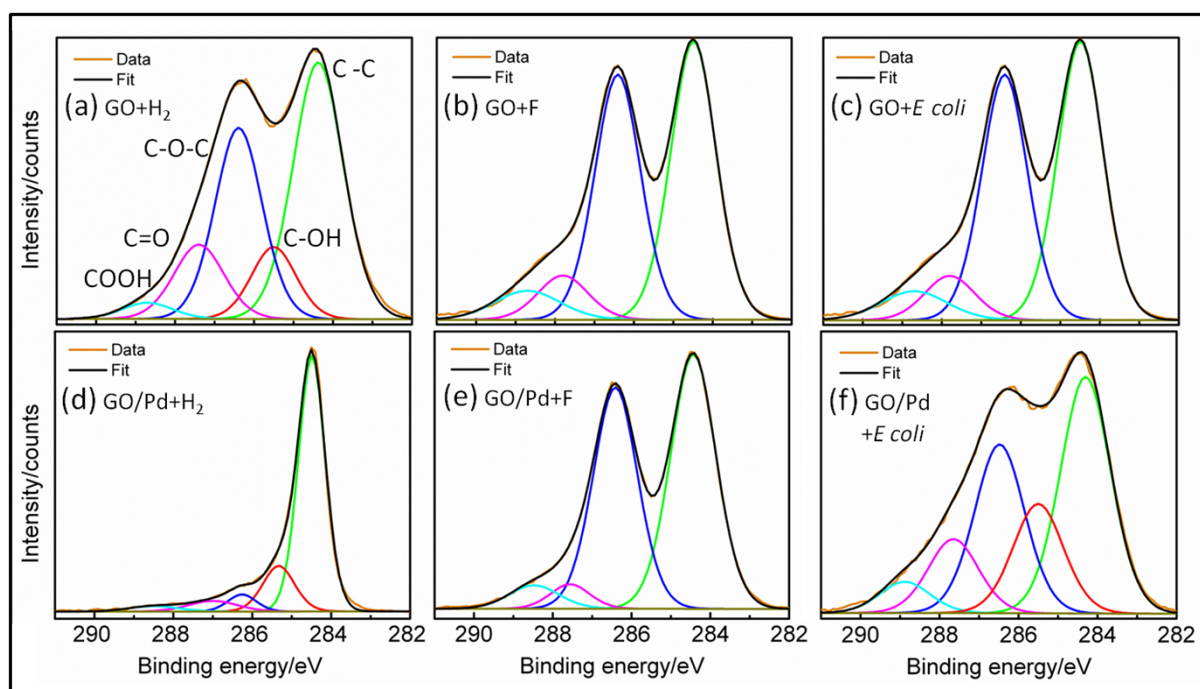 Data
Fit
(a) GO+H₂
C -C
C-O-C
C=O
C-OH
COOH
Intensity/counts
Data
Fit
(b) GO+F
Data
Fit
(c) GO+E coli
Intensity/counts
Data
Fit
(d) GO/Pd+H₂
290 288 286 284 282
Binding energy/eV
Data
Fit
(e) GO/Pd+F
290 288 286 284 282
Binding energy/eV
Data
Fit
(f) GO/Pd
+E coli
290 288 286 284 282
Binding energy/eV